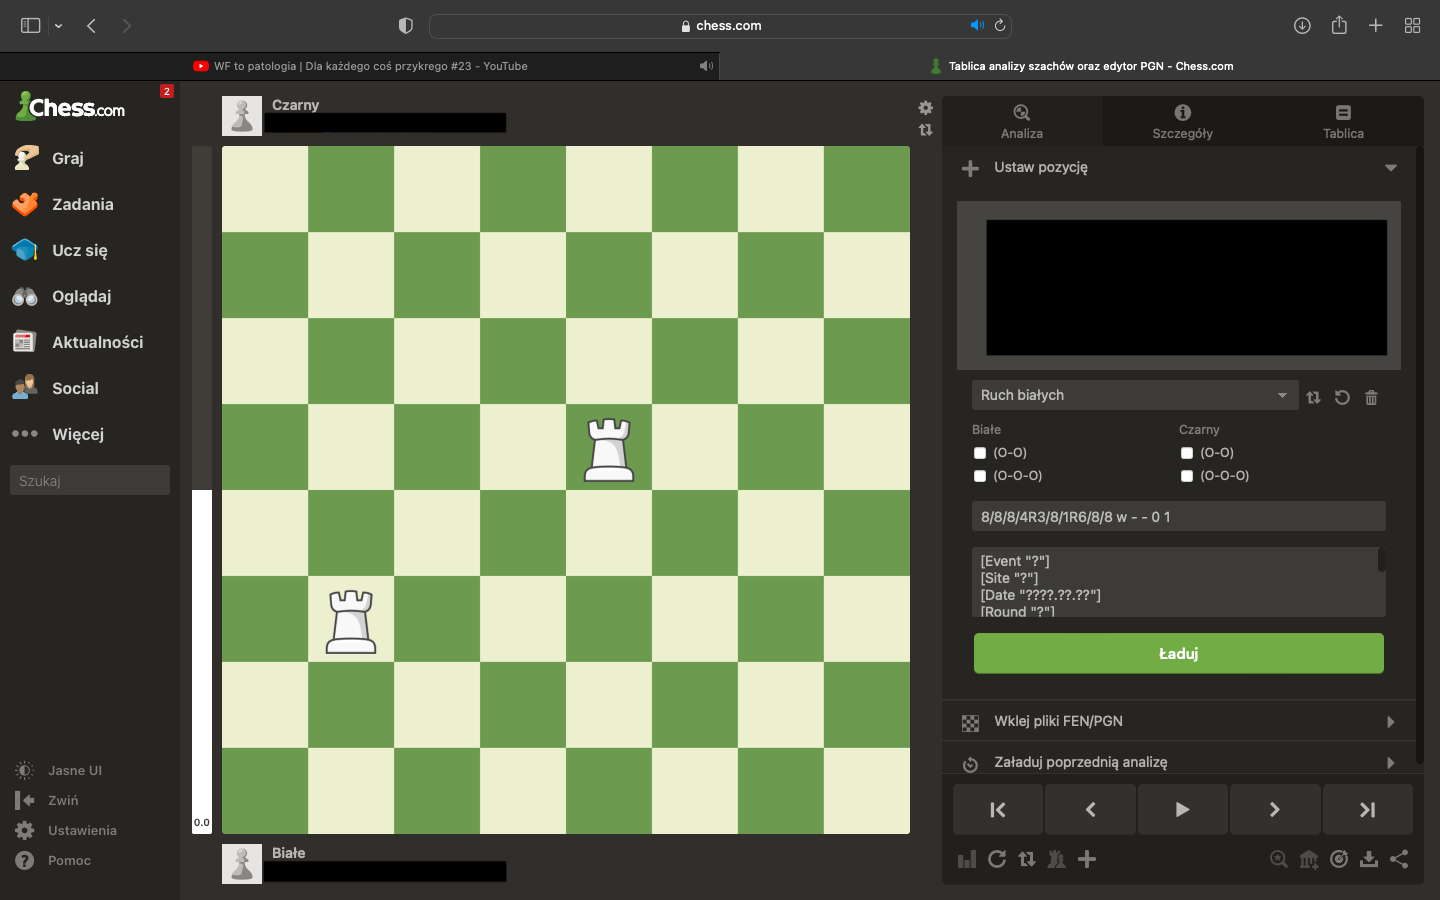 chess.com
WF to patologia | Dla każdego coś przykrego #23 - YouTube
Tablica analizy szachów oraz edytor PGN - Chess.com
Chess.com
2
Graj
Zadania
Ucz się
Oglądaj
Aktualności
Social
Więcej
Szukaj
Jasne UI
Zwiń
Ustawienia
Pomoc
Czarny
0.0
Białe
Analiza
Szczegóły
Tablica
Ustaw pozycję
Ruch białych
Białe
Czarny
(O-O)
(O-O)
(O-O-O)
(O-O-O)
8/8/8/4R3/8/1R6/8/8 w - - 0 1
[Event "?"]
[Site "?"]
[Date "????.??.??"]
[Round "?"]
Ładuj
Wklej pliki FEN/PGN
Załaduj poprzednią analizę